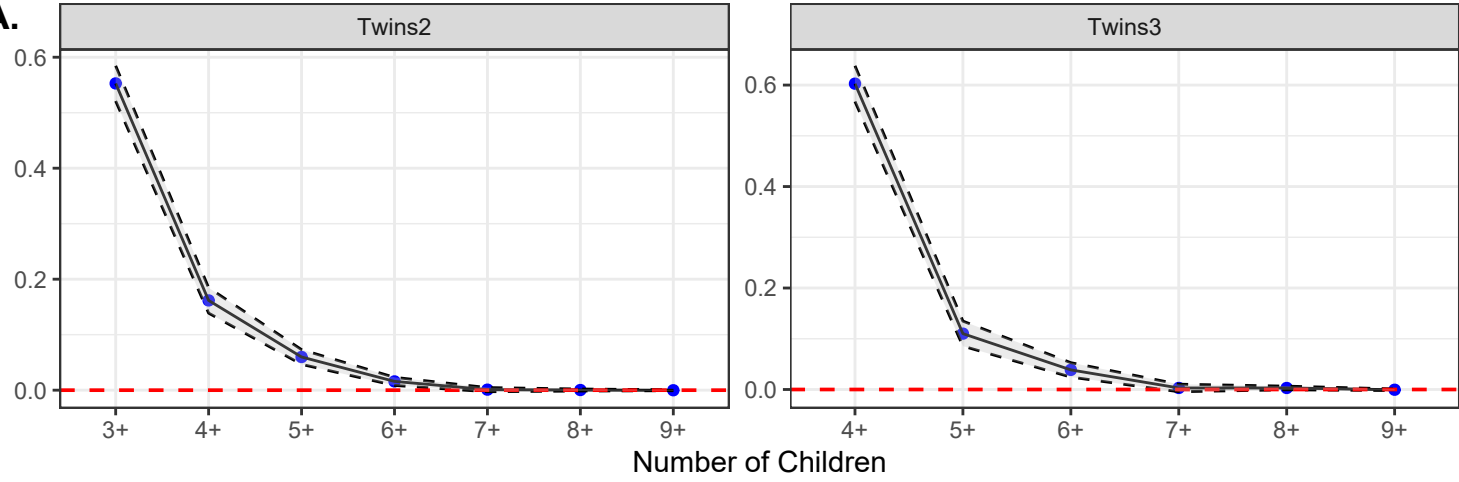 A.
Twins2 Twins3
0.6
0.4
0.2
0.0
3+ 4+ 5+ 6+ 7+ 8+ 9+
0.6
0.4
0.2
0.0
4+ 5+ 6+ 7+ 8+ 9+
Number of Children